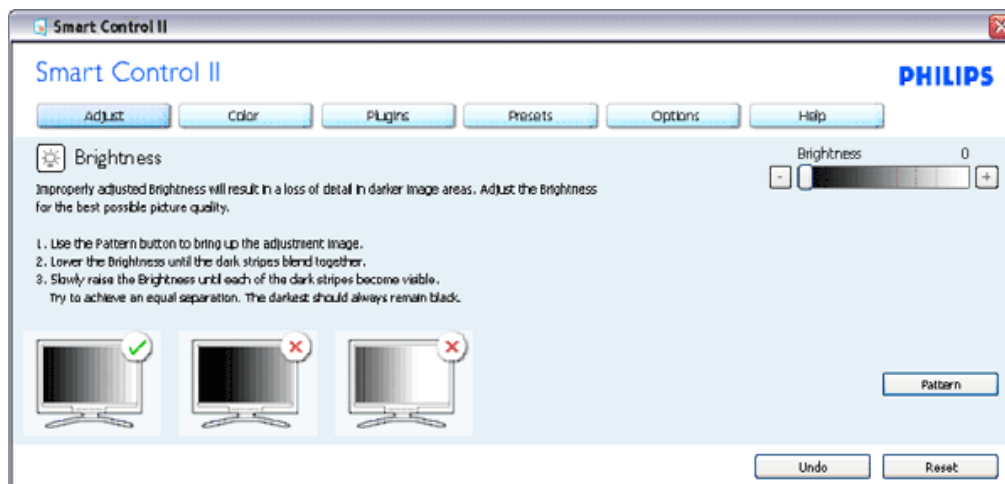 Smart Control II
Smart Control II
PHILIPS
Adjust Color Plugins Presets Options Help
Brightness
Brightness 0
Improperly adjusted Brightness will result in a loss of detail in darker image areas. Adjust the Brightness
for the best possible picture quality.
- +
1. Use the Pattern button to bring up the adjustment image.
2. Lower the Brightness until the dark stripes blend together.
3. Slowly raise the Brightness until each of the dark stripes become visible.
Try to achieve an equal separation. The darkest should always remain black.
Pattern
Undo Reset